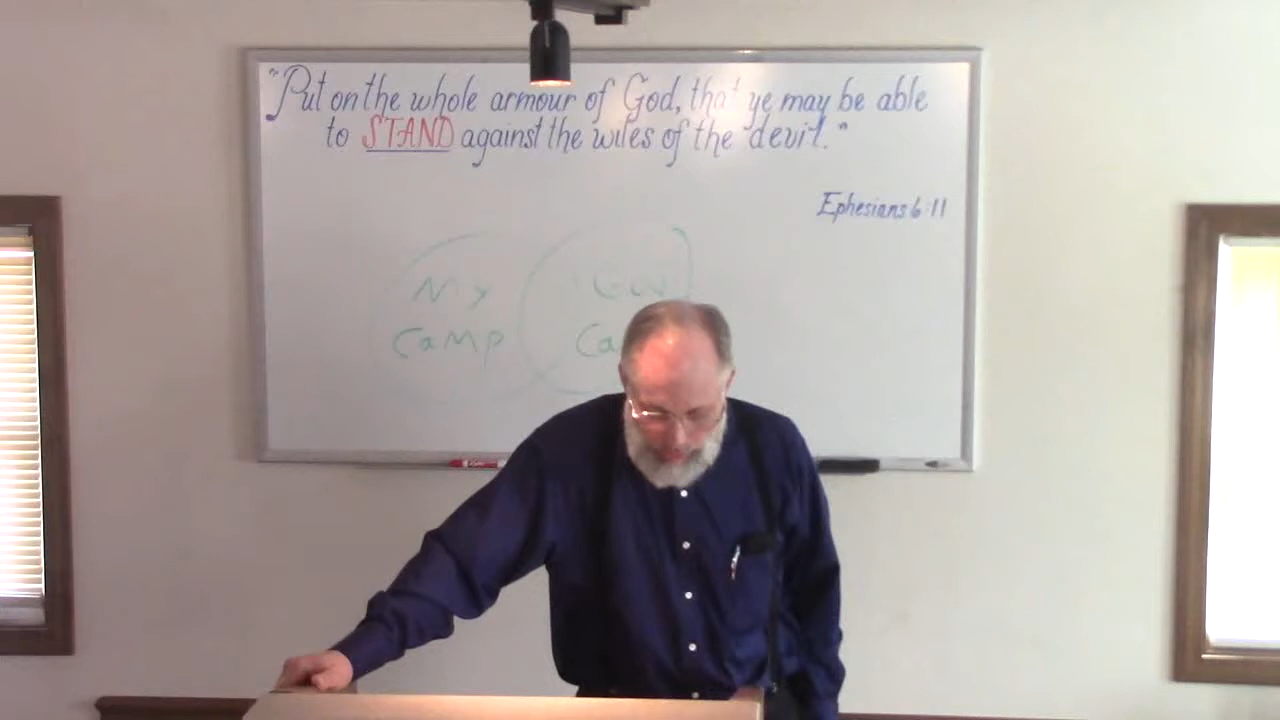 "Put on the whole armour of God, that ye may be able
to STAND against the wiles of the devil."
Ephesians 6:11
My God
Camp